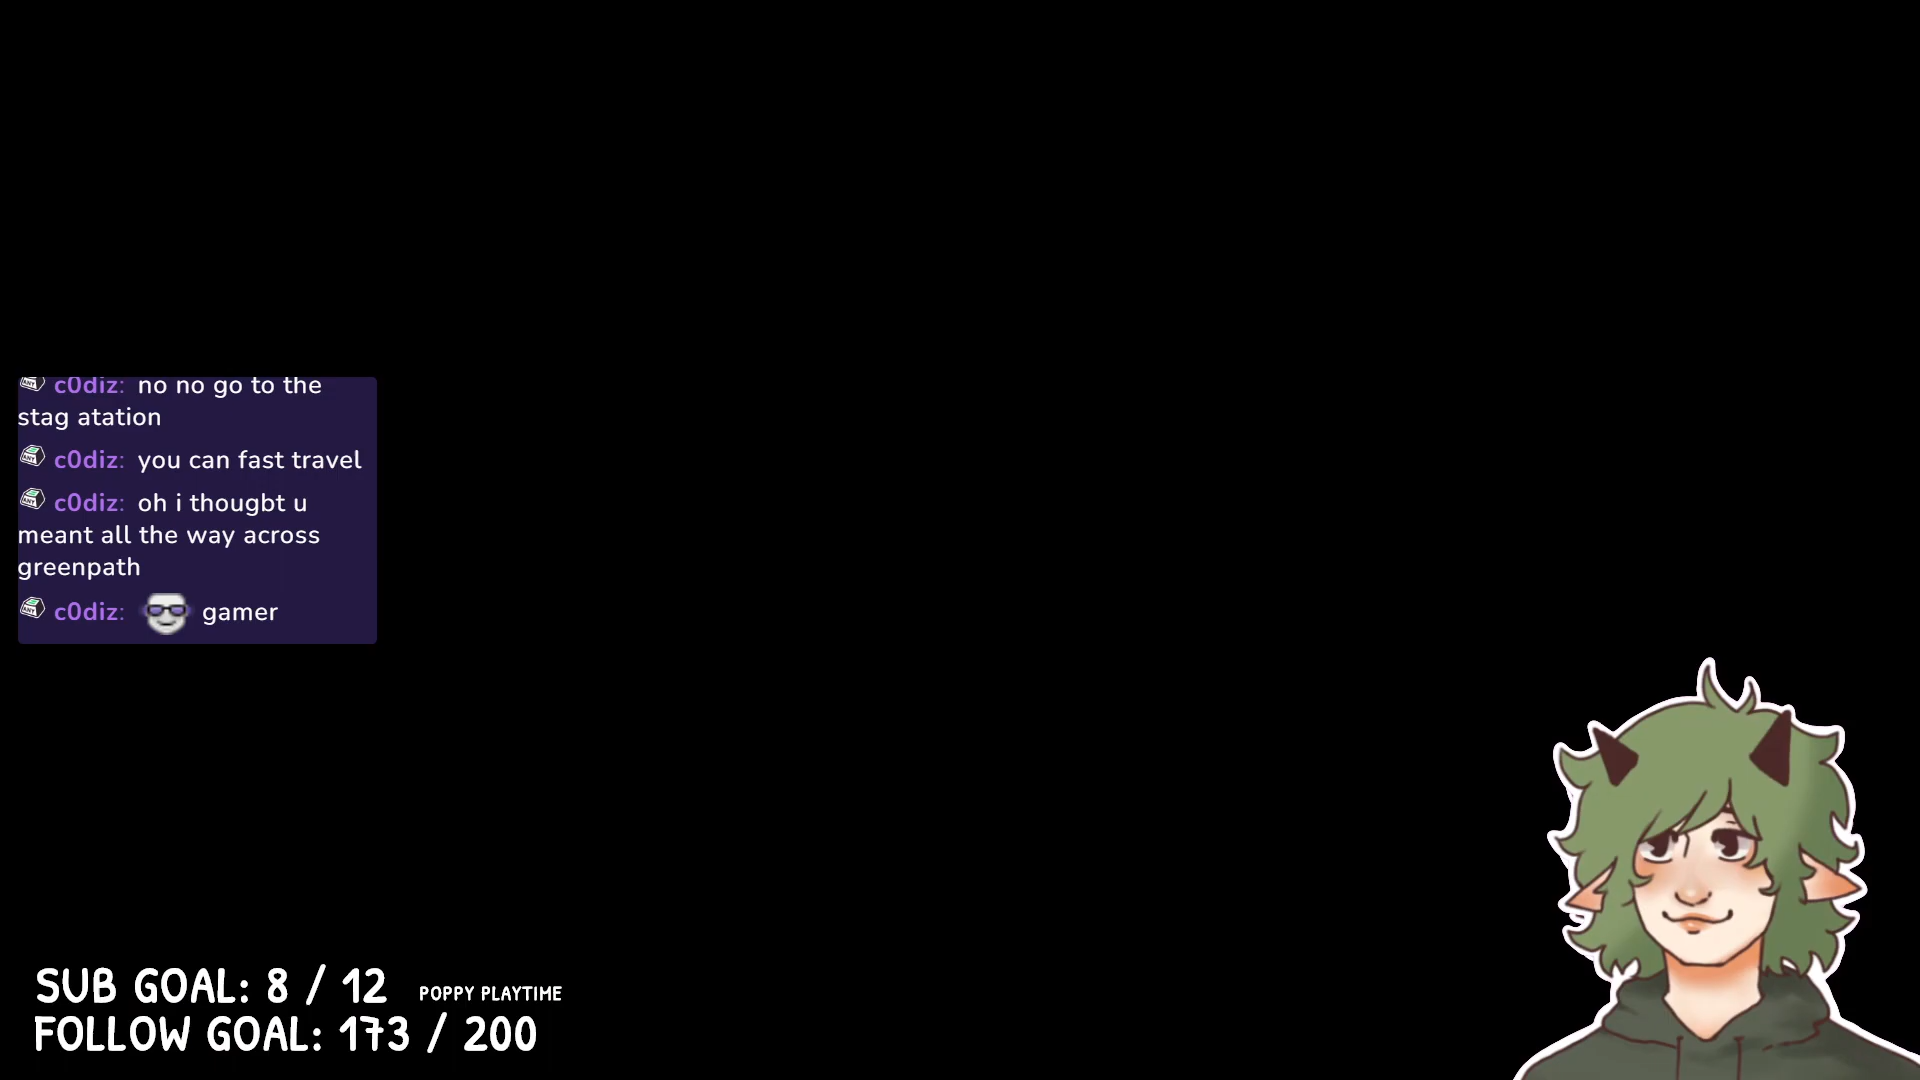 c0diz: no no go to the
stag atation
c0diz: you can fast travel
c0diz: oh i thougbt u
meant all the way across
greenpath
c0diz: gamer
SUB GOAL: 8 / 12 POPPY PLAYTIME
FOLLOW GOAL: 173 / 200